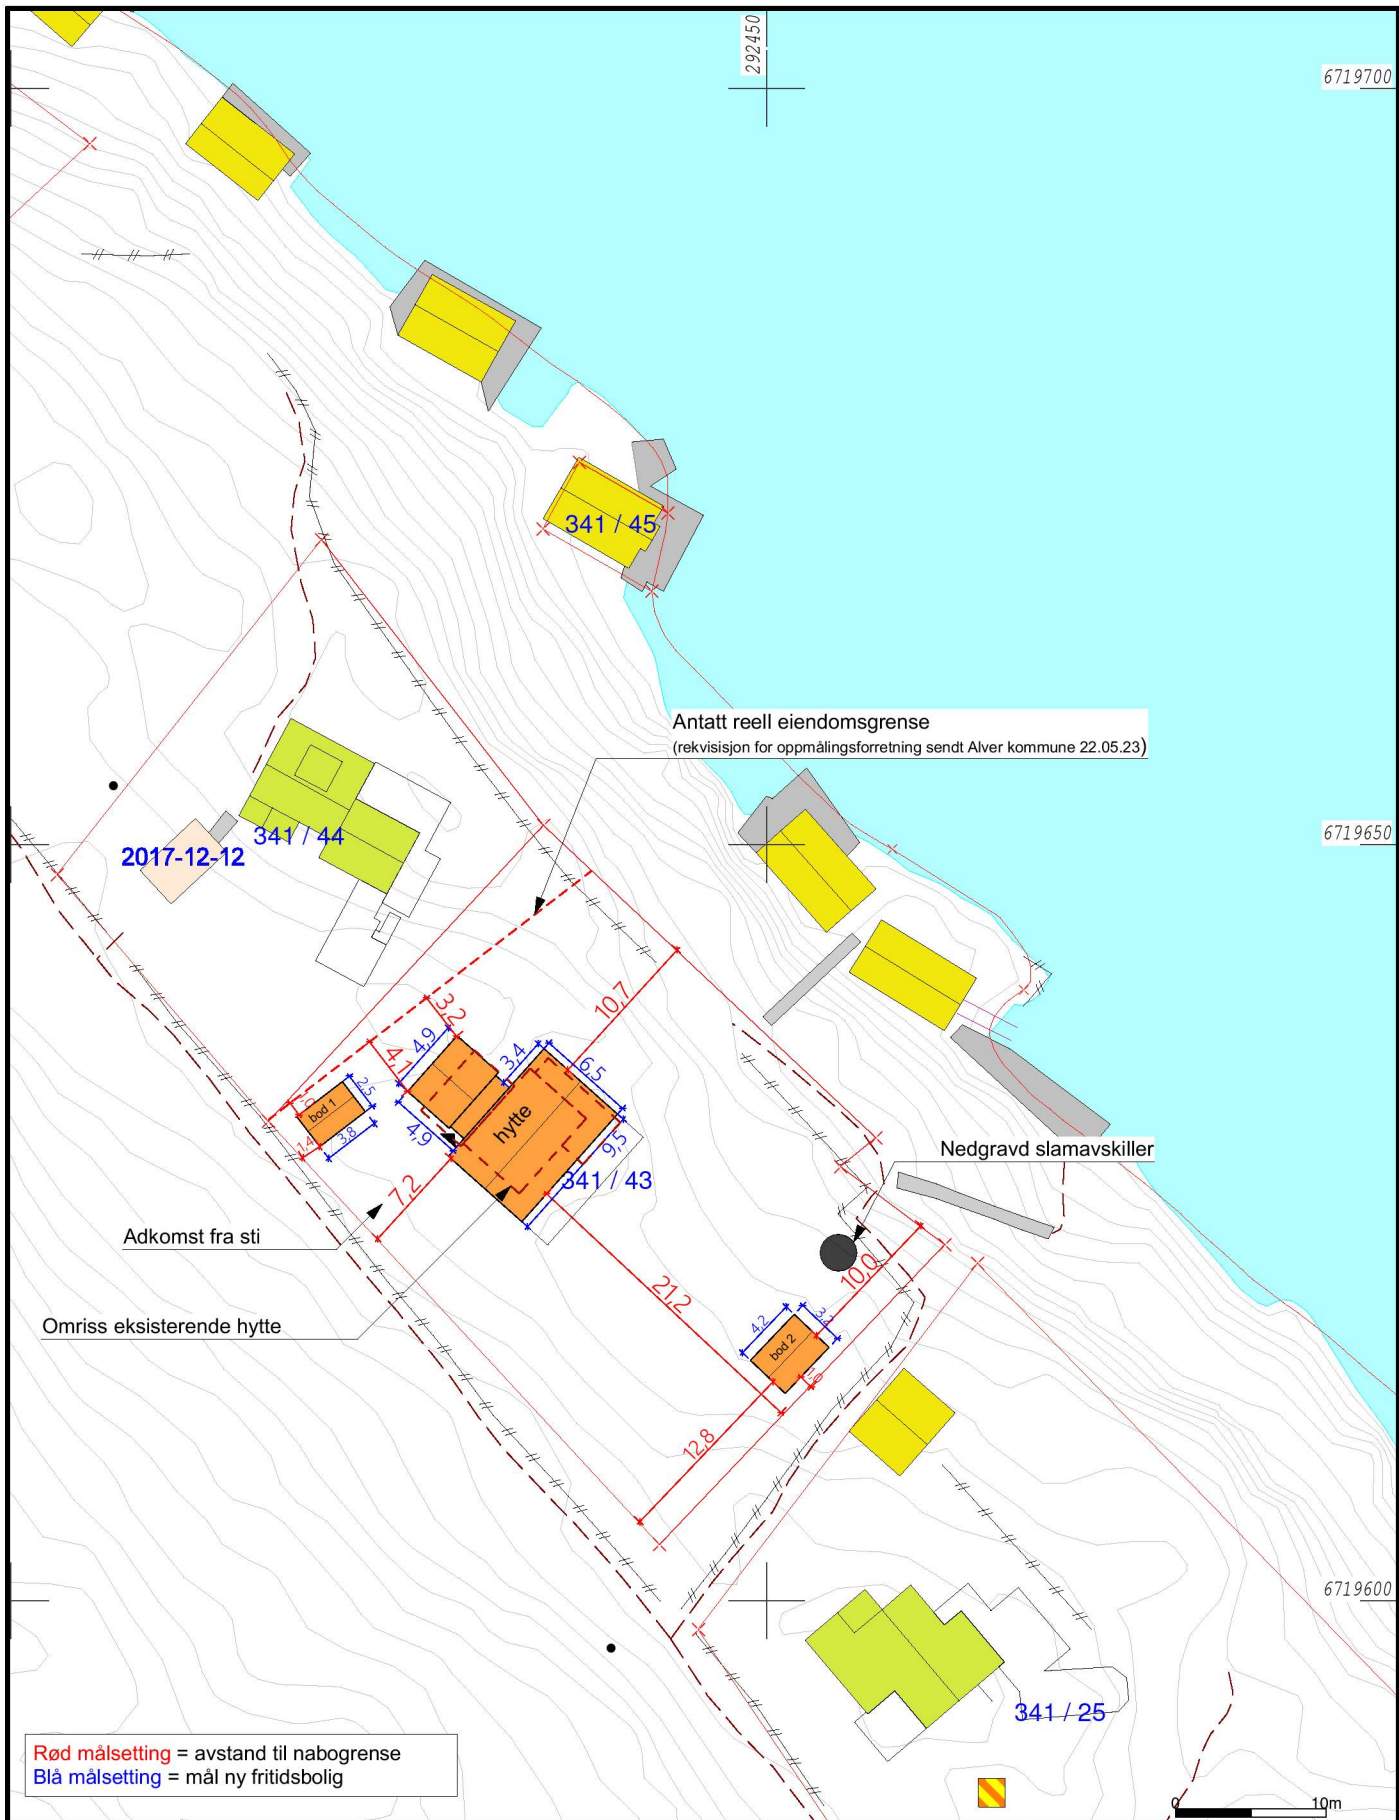 292450
6719700
341 / 45
Antatt reell eiendomsgrense
(rekvisisjon for oppmålingsforretning sendt Alver kommune 22.05.23)
6719650
341 / 44
2017-12-12
10,7
3,2
4,9
4,1
3,4
6,5
2,5
bod 1
3,8
1,4
4,9
hytte
9,5
341 / 43
7,2
Nedgravd slamavskiller
Adkomst fra sti
10,0
21,2
Omriss eksisterende hytte
4,2
bod 2
1,0
12,8
6719600
341 / 25
Rød målsetting = avstand til nabogrense
Blå målsetting = mål ny fritidsbolig
0 10m